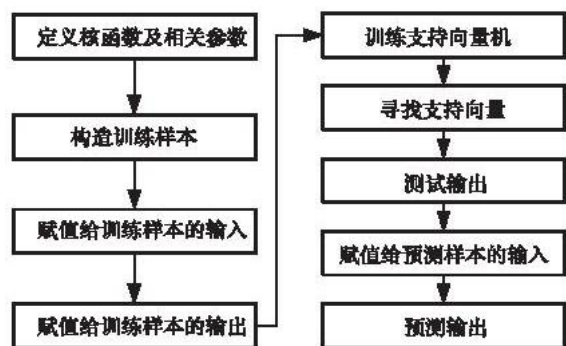 定义核函数及相关参数
构造训练样本
赋值给训练样本的输入
赋值给训练样本的输出
训练支持向量机
寻找支持向量
测试输出
赋值给预测样本的输入
预测输出